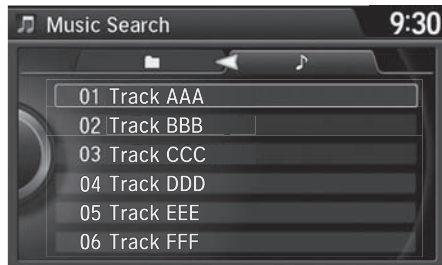 Music Search
9:30
01 Track AAA
02 Track BBB
03 Track CCC
04 Track DDD
05 Track EEE
06 Track FFF